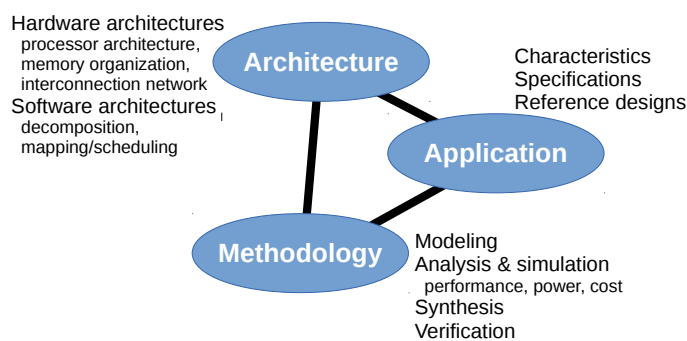 Hardware architectures
processor architecture,
memory organization,
interconnection network
Software architectures
decomposition,
mapping/scheduling
Architecture
Characteristics
Specifications
Reference designs
Application
Methodology
Modeling
Analysis & simulation
performance, power, cost
Synthesis
Verification